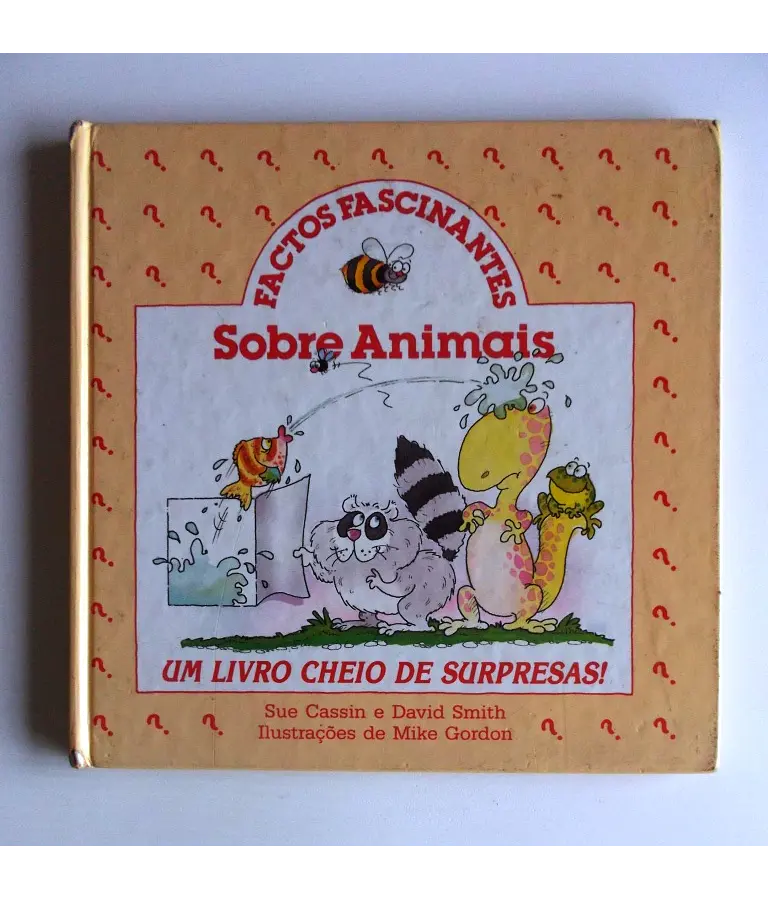 FACTOS FASCINANTES
Sobre Animais
UM LIVRO CHEIO DE SURPRESAS!
Sue Cassin e David Smith
Ilustrações de Mike Gordon